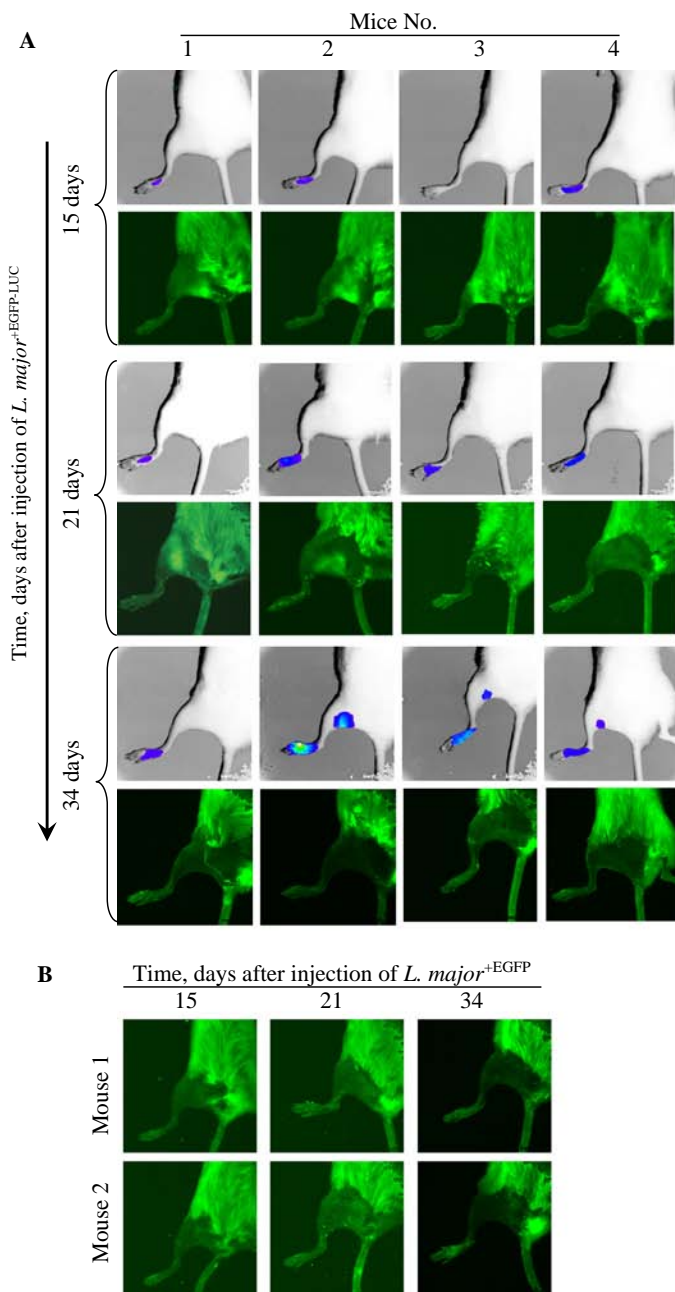 A
Mice No.
1 2 3 4
Time, days after injection of L. major+EGFP-LUC
15 days
21 days
34 days
B
Time, days after injection of L. major+EGFP
15 21 34
Mouse 1
Mouse 2